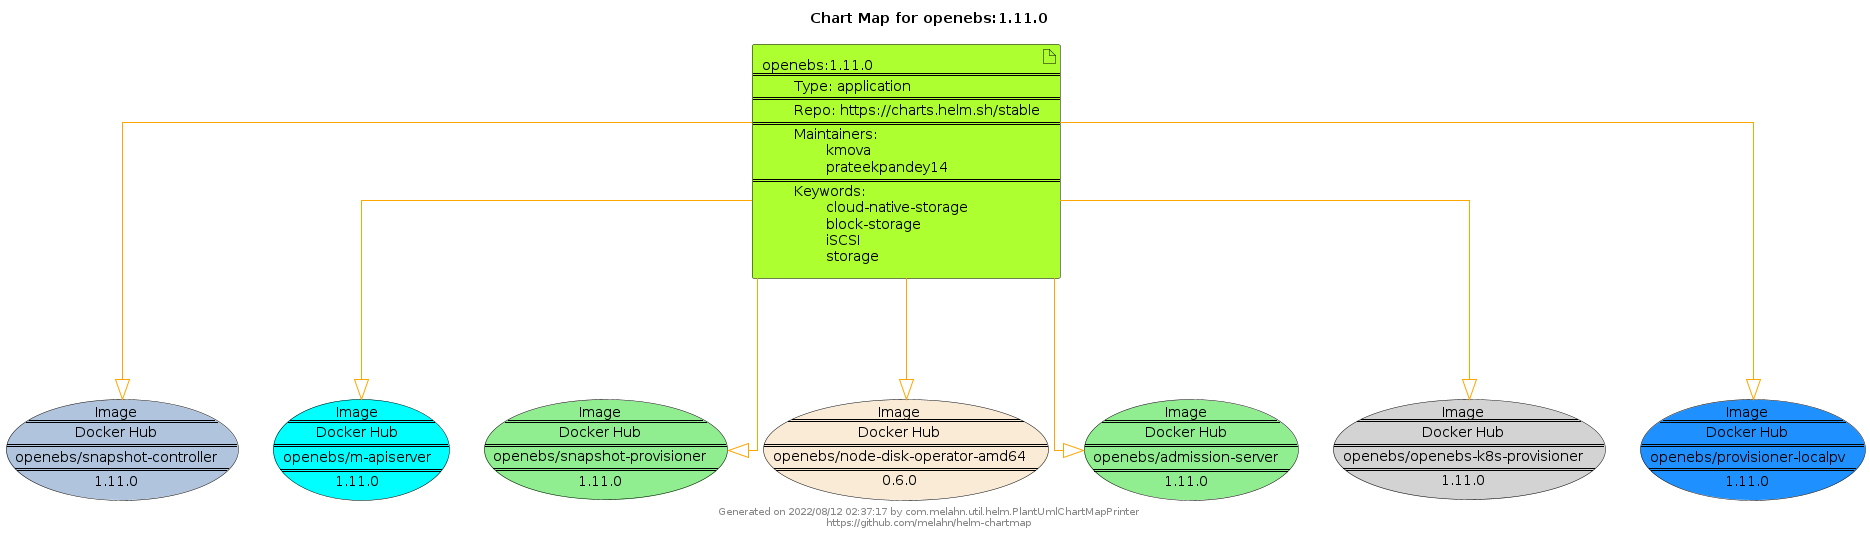 Chart Map for openebs:1.11.0
openebs:1.11.0
Type: application
Repo: https://charts.helm.sh/stable
Maintainers:
kmova
prateekpandey14
Keywords:
cloud-native-storage
block-storage
iSCSI
storage
Image
Docker Hub
openebs/snapshot-controller
1.11.0
Image
Docker Hub
openebs/m-apiserver
1.11.0
Image
Docker Hub
openebs/snapshot-provisioner
1.11.0
Image
Docker Hub
openebs/node-disk-operator-amd64
0.6.0
Image
Docker Hub
openebs/admission-server
1.11.0
Image
Docker Hub
openebs/openebs-k8s-provisioner
1.11.0
Image
Docker Hub
openebs/provisioner-localpv
1.11.0
Generated on 2022/08/12 02:37:17 by com.melahn.util.helm.PlantUmlChartMapPrinter
https://github.com/melahn/helm-chartmap